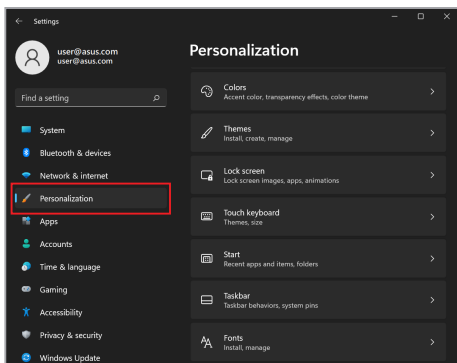 Settings
user@asus.com
user@asus.com
Find a setting
System
Bluetooth & devices
Network & internet
Personalization
Apps
Accounts
Time & language
Gaming
Accessibility
Privacy & security
Windows Update
Personalization
Colors
Accent color, transparency effects, color theme
Themes
Install, create, manage
Lock screen
Lock screen images, apps, animations
Touch keyboard
Themes, size
Start
Recent apps and items, folders
Taskbar
Taskbar behaviors, system pins
Fonts
Install, manage